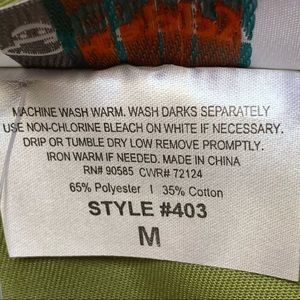 MACHINE WASH WARM. WASH DARKS SEPARATELY
USE NON-CHLORINE BLEACH ON WHITE IF NECESSARY.
DRIP OR TUMBLE DRY LOW REMOVE PROMPTLY.
IRON WARM IF NEEDED. MADE IN CHINA
RN# 90585 CWR# 72124
65% Polyester | 35% Cotton
STYLE #403
M